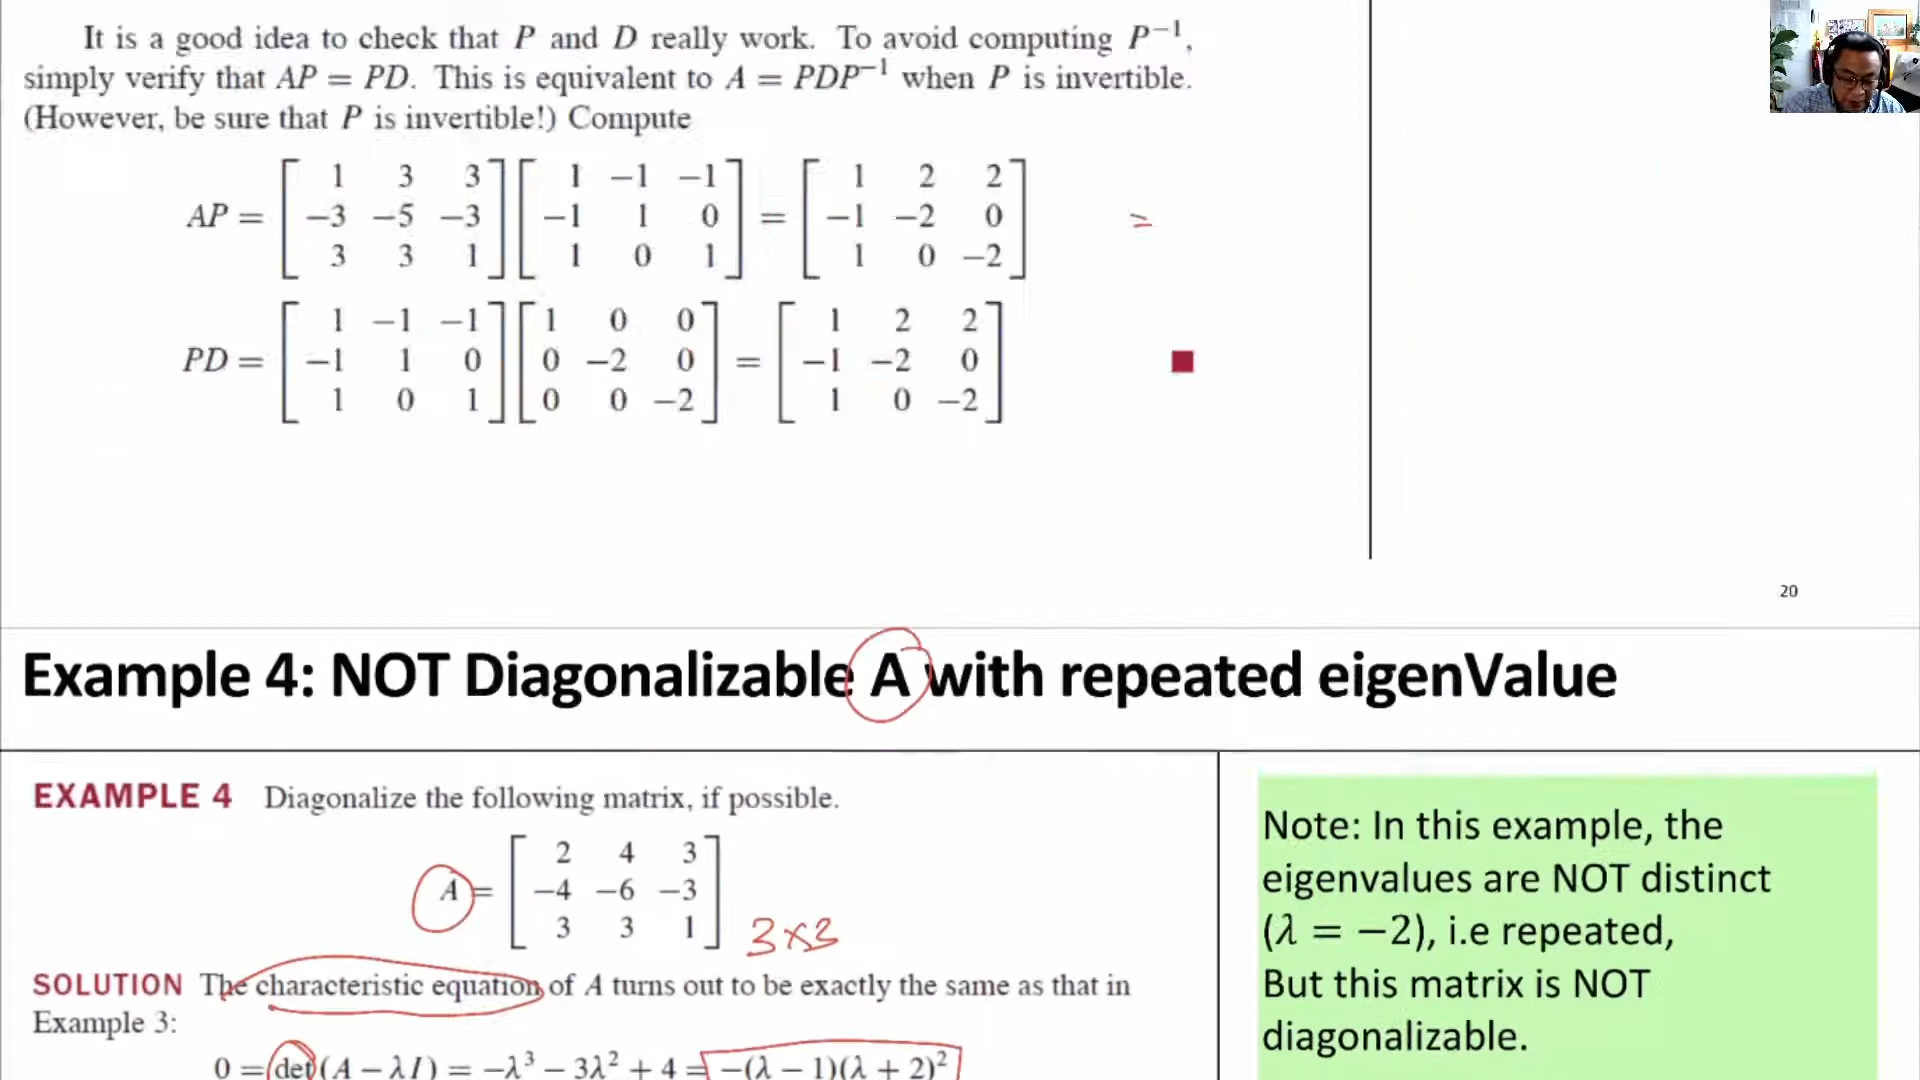 It is a good idea to check that P and D really work. To avoid computing P⁻¹,
simply verify that AP = PD. This is equivalent to A = PDP⁻¹ when P is invertible.
(However, be sure that P is invertible!) Compute
AP = [1 3 3; −3 −5 −3; 3 3 1] [1 −1 −1; −1 1 0; 1 0 1] = [1 2 2; −1 −2 0; 1 0 −2] =
PD = [1 −1 −1; −1 1 0; 1 0 1] [1 0 0; 0 −2 0; 0 0 −2] = [1 2 2; −1 −2 0; 1 0 −2] ■
20
Example 4: NOT Diagonalizable A with repeated eigenValue
EXAMPLE 4 Diagonalize the following matrix, if possible.
A = [2 4 3; −4 −6 −3; 3 3 1] 3×3
SOLUTION The characteristic equation of A turns out to be exactly the same as that in
Example 3:
0 = det (A − λI) = −λ³ − 3λ² + 4 = −(λ − 1)(λ + 2)²
Note: In this example, the
eigenvalues are NOT distinct
(λ = −2), i.e repeated,
But this matrix is NOT
diagonalizable.